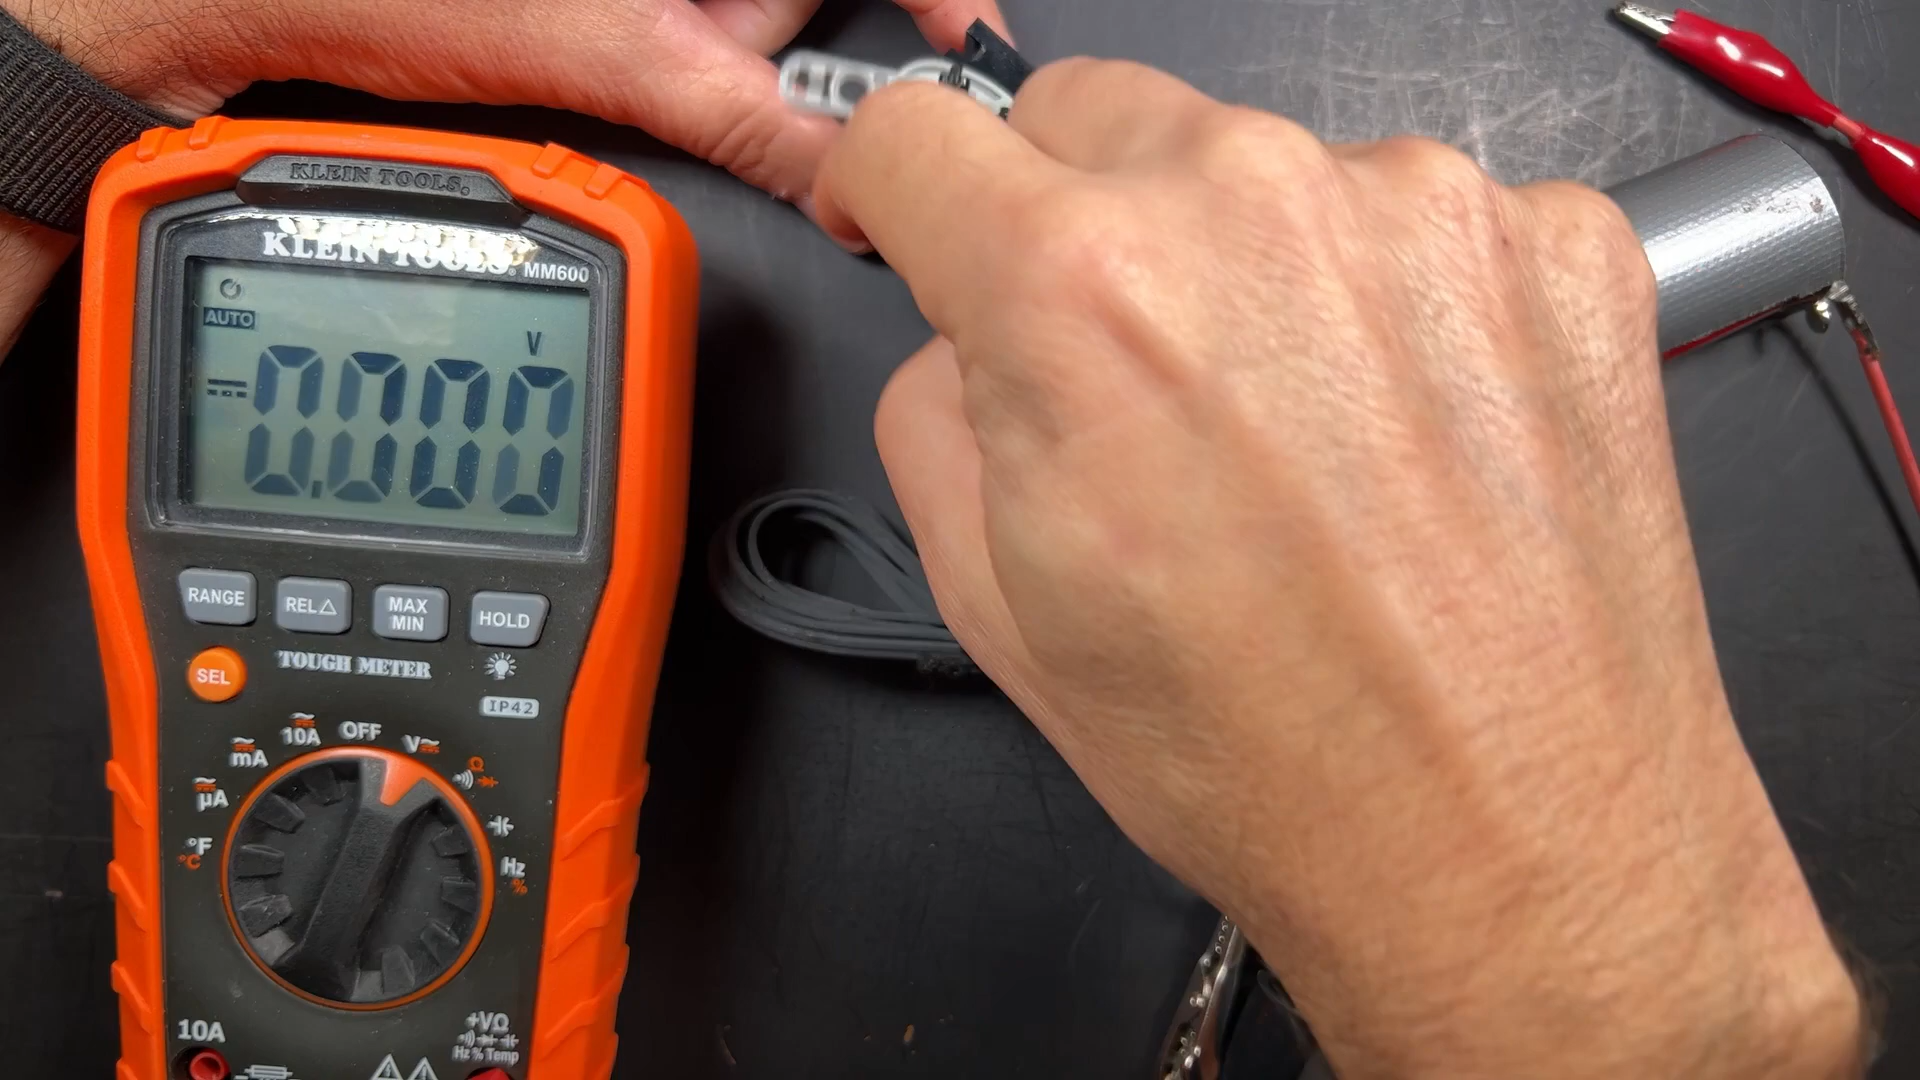 KLEIN TOOLS®
KLEIN TOOLS® MM600
AUTO
V
0.000
RANGE
REL△
MAX
MIN
HOLD
SEL
TOUGH METER
IP42
OFF
10A
V
mA
Ω
µA
°F
°C
Hz
%
10A
+VΩ
Hz % Temp